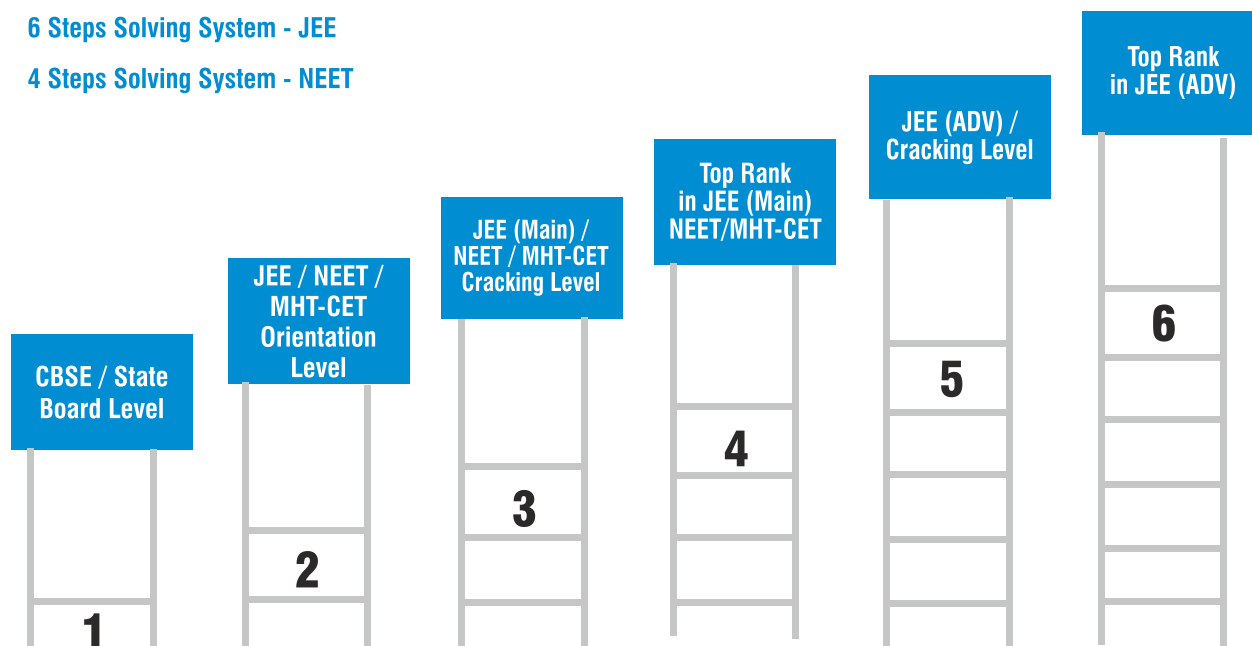 6 Steps Solving System - JEE
4 Steps Solving System - NEET
CBSE / State
Board Level
1
JEE / NEET /
MHT-CET
Orientation
Level
2
JEE (Main) /
NEET / MHT-CET
Cracking Level
3
Top Rank
in JEE (Main)
NEET/MHT-CET
4
JEE (ADV) /
Cracking Level
5
Top Rank
in JEE (ADV)
6